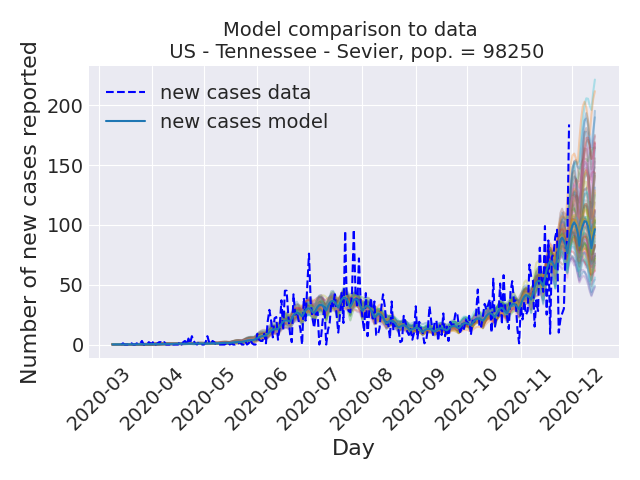 Model comparison to data
US - Tennessee - Sevier, pop. = 98250
new cases data
new cases model
Number of new cases reported
200
150
100
50
0
2020-03
2020-04
2020-05
2020-06
2020-07
2020-08
2020-09
2020-10
2020-11
2020-12
Day